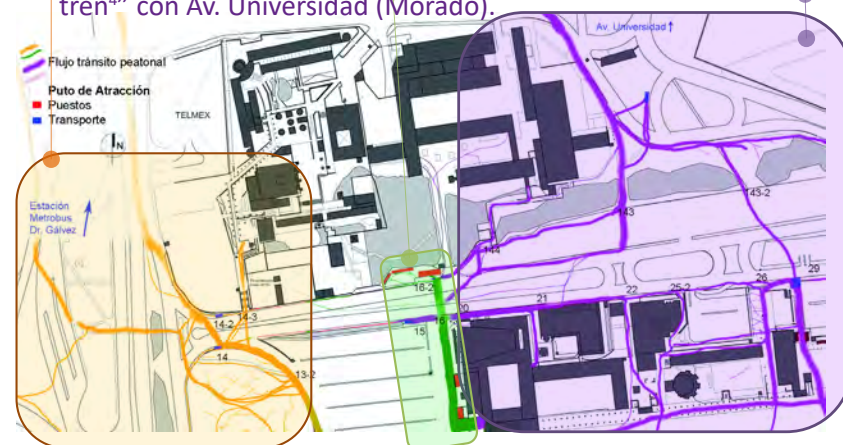 tren⁴” con Av. Universidad (Morado).
Av. Universidad
Flujo tránsito peatonal
Puto de Atracción
Puestos
Transporte
TELMEX
N
Estación
Metrobus
Dr. Gálvez
143-2
143
144
16-2
14-3
14-2
14
13-2
15
16
20
21
22
25-2
26
29